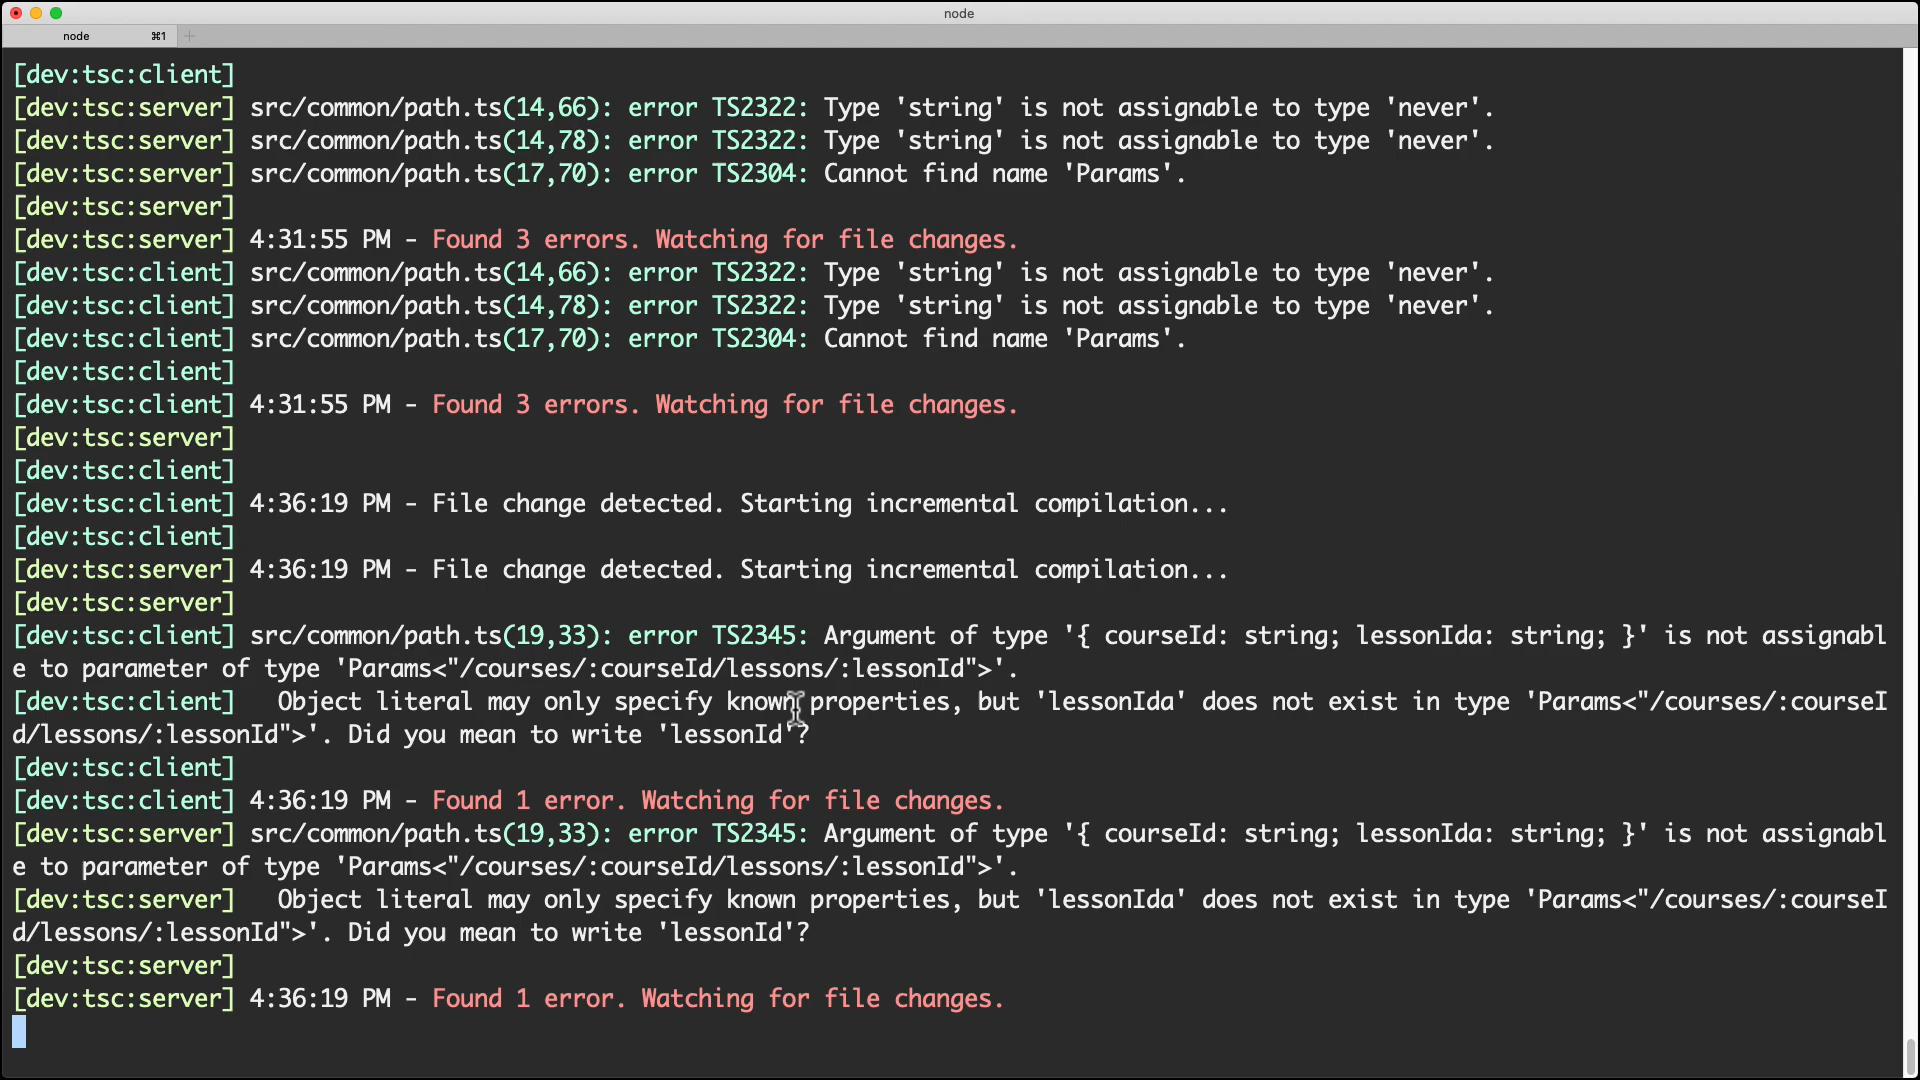 node
node ⌘1 +
[dev:tsc:client]
[dev:tsc:server] src/common/path.ts(14,66): error TS2322: Type 'string' is not assignable to type 'never'.
[dev:tsc:server] src/common/path.ts(14,78): error TS2322: Type 'string' is not assignable to type 'never'.
[dev:tsc:server] src/common/path.ts(17,70): error TS2304: Cannot find name 'Params'.
[dev:tsc:server]
[dev:tsc:server] 4:31:55 PM - Found 3 errors. Watching for file changes.
[dev:tsc:client] src/common/path.ts(14,66): error TS2322: Type 'string' is not assignable to type 'never'.
[dev:tsc:client] src/common/path.ts(14,78): error TS2322: Type 'string' is not assignable to type 'never'.
[dev:tsc:client] src/common/path.ts(17,70): error TS2304: Cannot find name 'Params'.
[dev:tsc:client]
[dev:tsc:client] 4:31:55 PM - Found 3 errors. Watching for file changes.
[dev:tsc:server]
[dev:tsc:client]
[dev:tsc:client] 4:36:19 PM - File change detected. Starting incremental compilation...
[dev:tsc:client]
[dev:tsc:server] 4:36:19 PM - File change detected. Starting incremental compilation...
[dev:tsc:server]
[dev:tsc:client] src/common/path.ts(19,33): error TS2345: Argument of type '{ courseId: string; lessonIda: string; }' is not assignabl
e to parameter of type 'Params<"/courses/:courseId/lessons/:lessonId">'.
[dev:tsc:client]   Object literal may only specify known properties, but 'lessonIda' does not exist in type 'Params<"/courses/:courseI
d/lessons/:lessonId">'. Did you mean to write 'lessonId'?
[dev:tsc:client]
[dev:tsc:client] 4:36:19 PM - Found 1 error. Watching for file changes.
[dev:tsc:server] src/common/path.ts(19,33): error TS2345: Argument of type '{ courseId: string; lessonIda: string; }' is not assignabl
e to parameter of type 'Params<"/courses/:courseId/lessons/:lessonId">'.
[dev:tsc:server]   Object literal may only specify known properties, but 'lessonIda' does not exist in type 'Params<"/courses/:courseI
d/lessons/:lessonId">'. Did you mean to write 'lessonId'?
[dev:tsc:server]
[dev:tsc:server] 4:36:19 PM - Found 1 error. Watching for file changes.